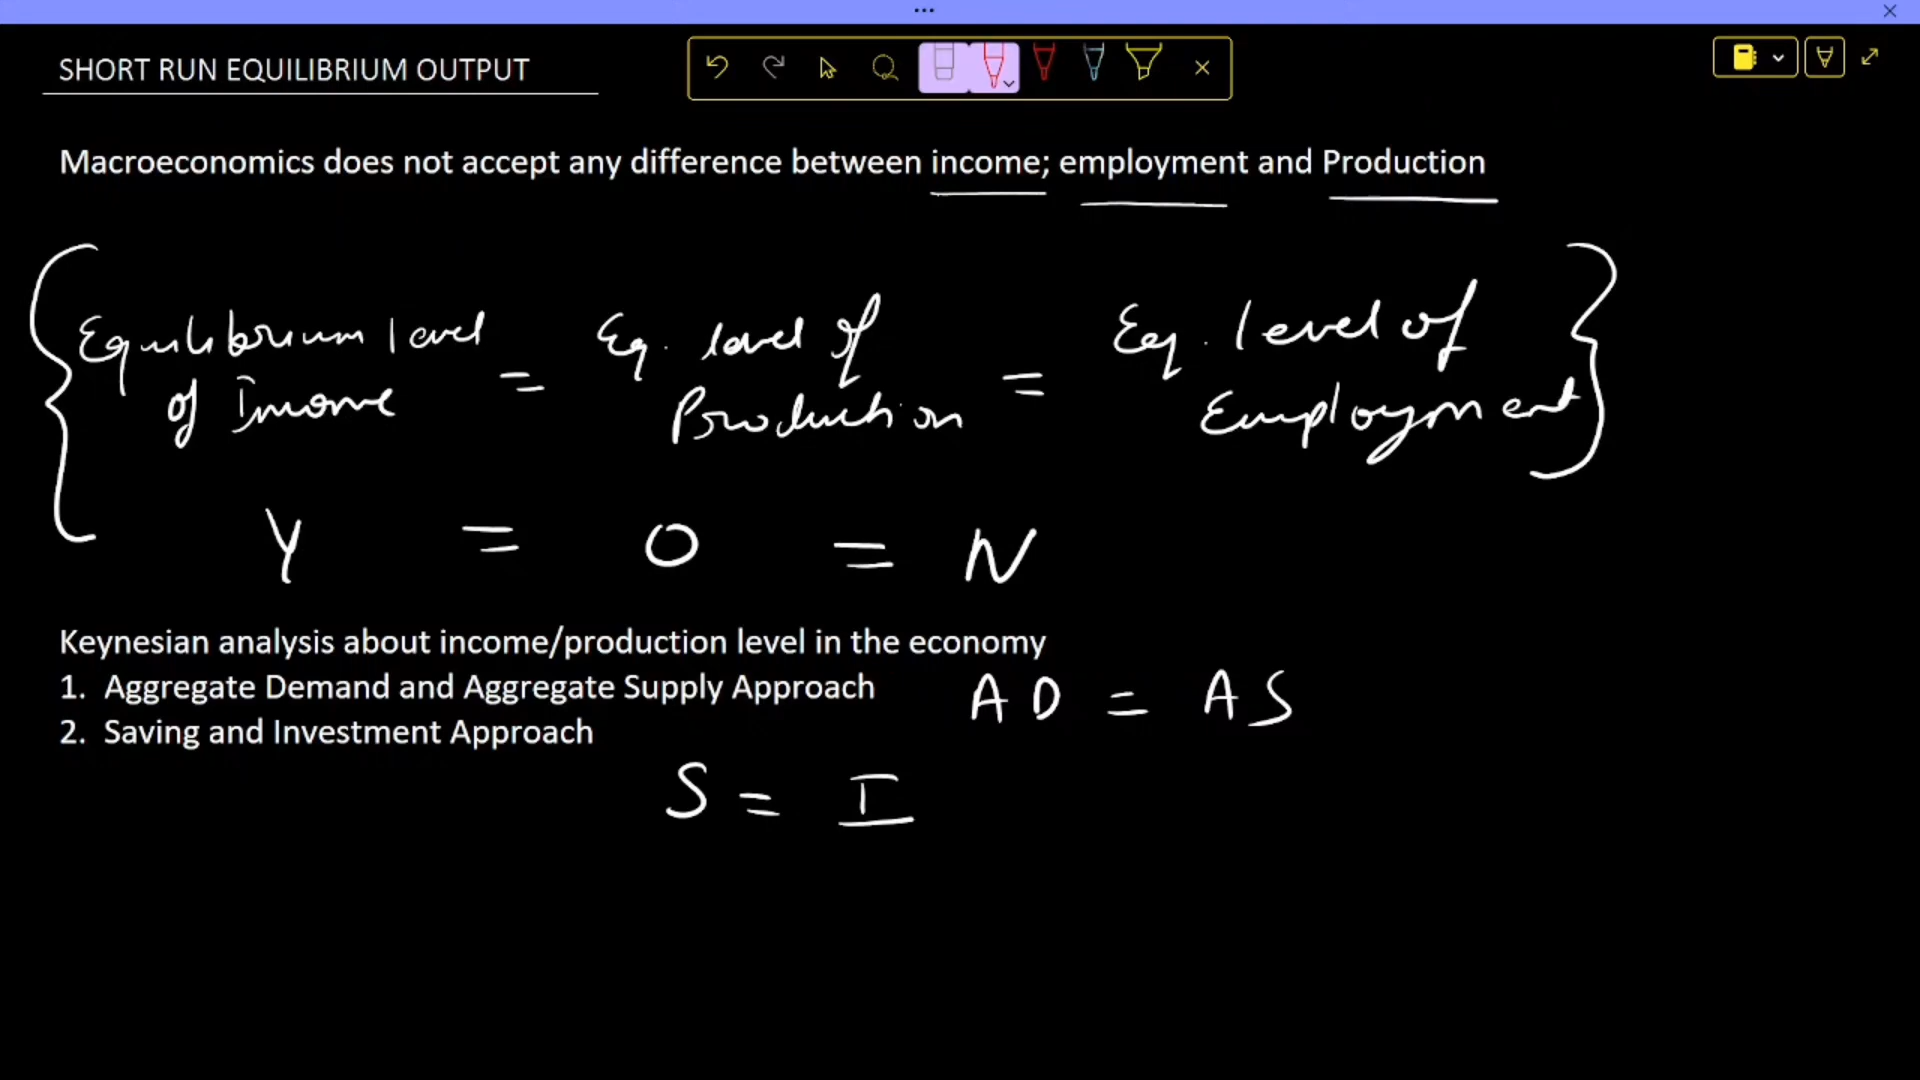 SHORT RUN EQUILIBRIUM OUTPUT
Macroeconomics does not accept any difference between income; employment and Production
Equilibrium level of Income = Eq. level of Production = Eq. level of Employment
Y = O = N
Keynesian analysis about income/production level in the economy
1. Aggregate Demand and Aggregate Supply Approach AD = AS
2. Saving and Investment Approach
S = I